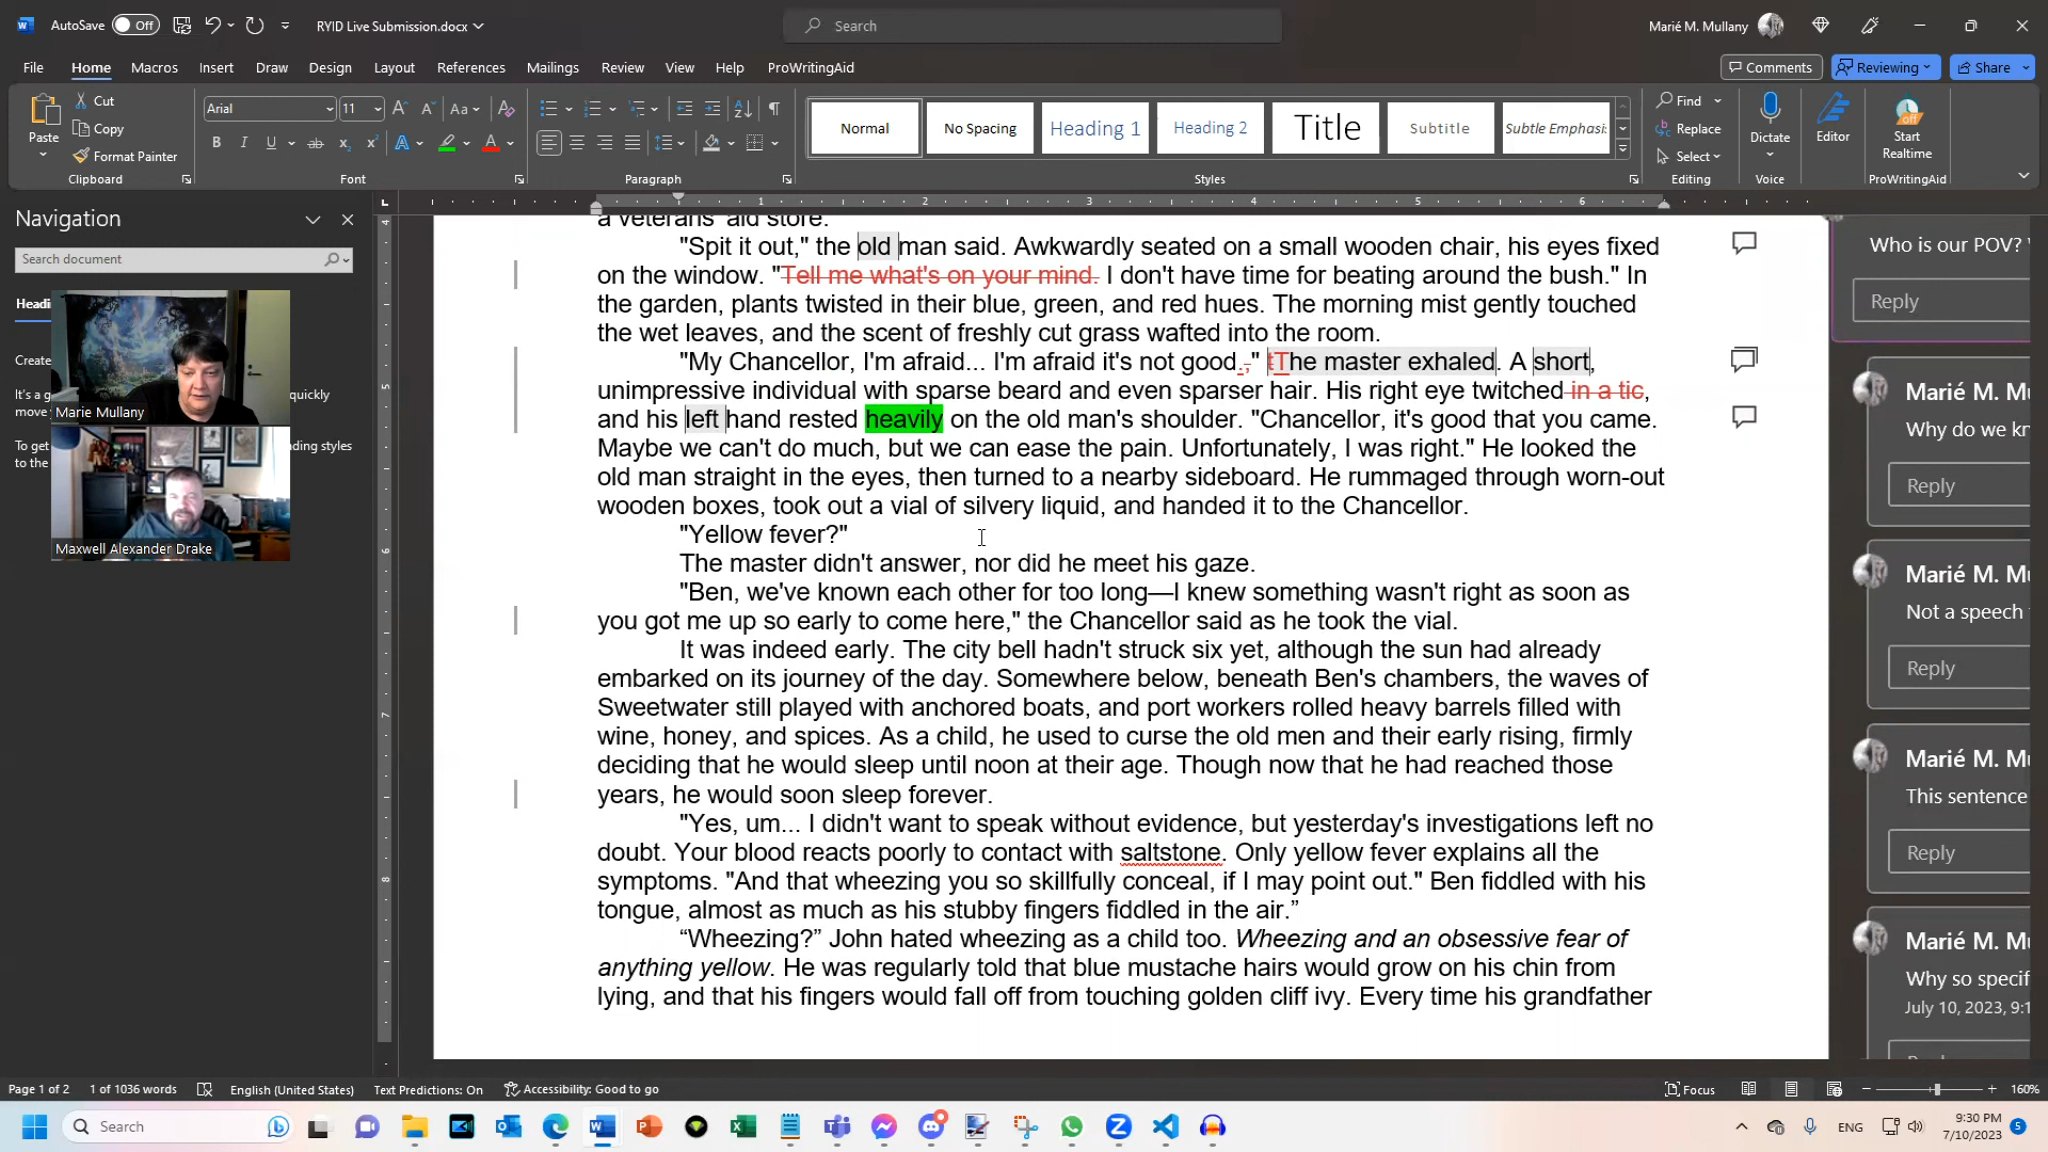 AutoSave Off RYID Live Submission.docx Search Marié M. Mullany
File Home Macros Insert Draw Design Layout References Mailings Review View Help ProWritingAid Comments Reviewing Share
Paste Cut Copy Format Painter Clipboard
Arial 11 Font
Paragraph
Normal No Spacing Heading 1 Heading 2 Title Subtitle Subtle Emphasi: Styles
Find Replace Select Editing
Dictate Voice
Editor
Start Realtime ProWritingAid
Navigation
Search document
Headi
Create
It's a g
quickly
move y
To get
nding styles
to the
Marie Mullany
Maxwell Alexander Drake
1 2 3 4 5 6
a veterans' aid store.
"Spit it out," the old man said. Awkwardly seated on a small wooden chair, his eyes fixed
on the window. "Tell me what's on your mind. I don't have time for beating around the bush." In
the garden, plants twisted in their blue, green, and red hues. The morning mist gently touched
the wet leaves, and the scent of freshly cut grass wafted into the room.
"My Chancellor, I'm afraid... I'm afraid it's not good.," tThe master exhaled. A short,
unimpressive individual with sparse beard and even sparser hair. His right eye twitched in a tic,
and his left hand rested heavily on the old man's shoulder. "Chancellor, it's good that you came.
Maybe we can't do much, but we can ease the pain. Unfortunately, I was right." He looked the
old man straight in the eyes, then turned to a nearby sideboard. He rummaged through worn-out
wooden boxes, took out a vial of silvery liquid, and handed it to the Chancellor.
"Yellow fever?"
The master didn't answer, nor did he meet his gaze.
"Ben, we've known each other for too long—I knew something wasn't right as soon as
you got me up so early to come here," the Chancellor said as he took the vial.
It was indeed early. The city bell hadn't struck six yet, although the sun had already
embarked on its journey of the day. Somewhere below, beneath Ben's chambers, the waves of
Sweetwater still played with anchored boats, and port workers rolled heavy barrels filled with
wine, honey, and spices. As a child, he used to curse the old men and their early rising, firmly
deciding that he would sleep until noon at their age. Though now that he had reached those
years, he would soon sleep forever.
"Yes, um... I didn't want to speak without evidence, but yesterday's investigations left no
doubt. Your blood reacts poorly to contact with saltstone. Only yellow fever explains all the
symptoms. "And that wheezing you so skillfully conceal, if I may point out." Ben fiddled with his
tongue, almost as much as his stubby fingers fiddled in the air.”
“Wheezing?” John hated wheezing as a child too. Wheezing and an obsessive fear of
anything yellow. He was regularly told that blue mustache hairs would grow on his chin from
lying, and that his fingers would fall off from touching golden cliff ivy. Every time his grandfather
Who is our POV?
Reply
Marié M. Mu
Why do we kn
Reply
Marié M. Mu
Not a speech
Reply
Marié M. M
This sentence
Reply
Marié M. M
Why so specif
July 10, 2023, 9:1
Page 1 of 2 1 of 1036 words English (United States) Text Predictions: On Accessibility: Good to go Focus 160%
Search ENG 9:30 PM
7/10/2023 5